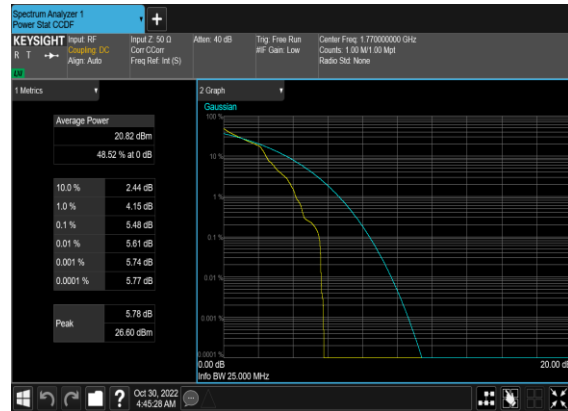 Spectrum Analyzer 1
Power Stat CCDF
KEYSIGHT
R T
LU
Input: RF
Coupling: DC
Align: Auto
Input Z: 50 Ω
Corr CCorr
Freq Ref: Int (S)
Atten: 40 dB
Trig: Free Run
#IF Gain: Low
Center Freq: 1.770000000 GHz
Counts: 1.00 M/1.00 Mpt
Radio Std: None
1 Metrics
Average Power
20.82 dBm
48.52 % at 0 dB
10.0 % 2.44 dB
1.0 % 4.15 dB
0.1 % 5.48 dB
0.01 % 5.61 dB
0.001 % 5.74 dB
0.0001 % 5.77 dB
Peak
5.78 dB
26.60 dBm
2 Graph
Gaussian
100 %
10 %
1 %
0.1 %
0.01 %
0.001 %
0.0001 %
0.00 dB
20.00 dB
Info BW 25.000 MHz
?
Oct 30, 2022
4:45:28 AM